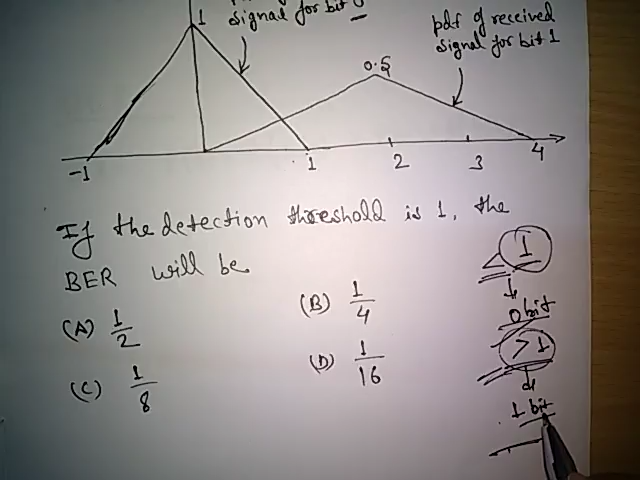 signal for bit 0
pdf of received
signal for bit 1
1
0.5
-1
1
2
3
4
If the detection threshold is 1, the
BER will be
(A) 1/2
(B) 1/4
(C) 1/8
(D) 1/16
< 1
0 bit
> 1
1 bit